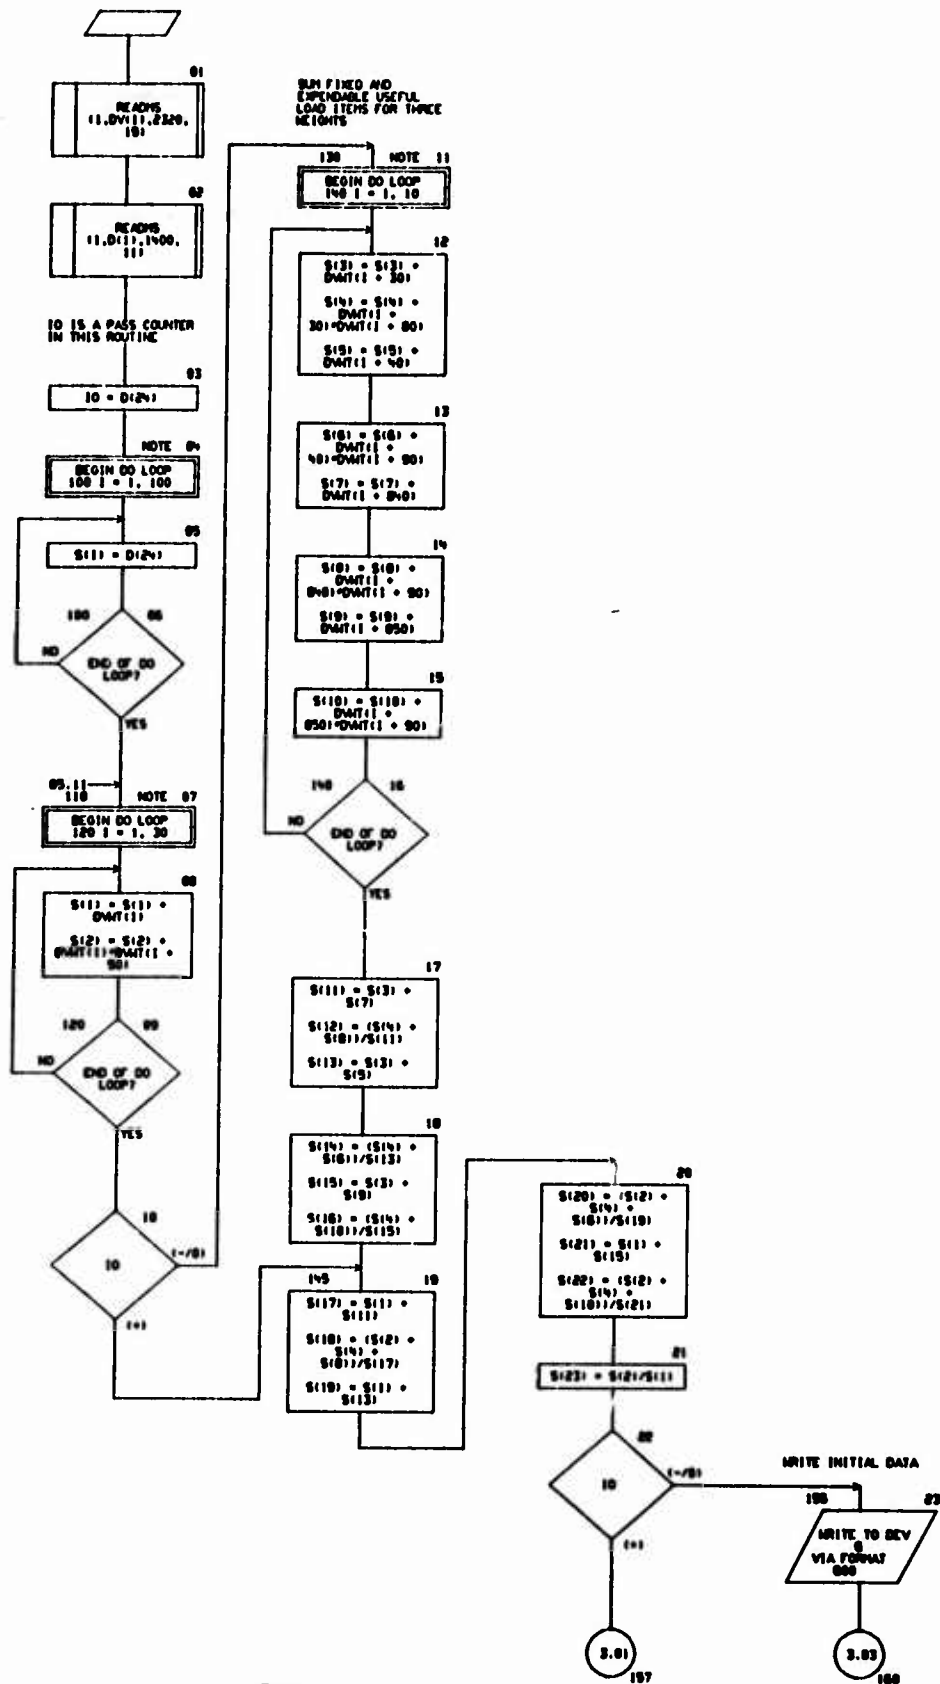 01
READMS
(1,DV(1),2320,
19)
02
READMS
(1,D(1),1400,
11)
IO IS A PASS COUNTER
IN THIS ROUTINE
03
IO = D(24)
NOTE 04
BEGIN DO LOOP
100 I = 1, 100
05
S(I) = D(24)
100 06
END OF DO
LOOP?
NO
YES
05.11
110 NOTE 07
BEGIN DO LOOP
120 I = 1, 30
08
S(1) = S(1) +
DVWT(I)
S(2) = S(2) +
DVWT(I)*DVWT(I +
50)
120 09
END OF DO
LOOP?
NO
YES
10
IO
(-/0)
(+)
SUM FIXED AND
EXPENDABLE USEFUL
LOAD ITEMS FOR THREE
WEIGHTS
130 NOTE 11
BEGIN DO LOOP
140 I = 1, 10
12
S(3) = S(3) +
DVWT(I + 30)
S(4) = S(4) +
DVWT(I +
30)*DVWT(I + 80)
S(5) = S(5) +
DVWT(I + 40)
13
S(6) = S(6) +
DVWT(I +
40)*DVWT(I + 90)
S(7) = S(7) +
DVWT(I + 840)
14
S(8) = S(8) +
DVWT(I +
840)*DVWT(I + 90)
S(9) = S(9) +
DVWT(I + 850)
15
S(10) = S(10) +
DVWT(I +
850)*DVWT(I + 90)
140 16
END OF DO
LOOP?
NO
YES
17
S(11) = S(3) +
S(7)
S(12) = (S(4) +
S(8))/S(11)
S(13) = S(3) +
S(5)
18
S(14) = (S(4) +
S(6))/S(13)
S(15) = S(3) +
S(9)
S(16) = (S(4) +
S(10))/S(15)
145 19
S(17) = S(1) +
S(11)
S(18) = (S(2) +
S(4) +
S(8))/S(17)
S(19) = S(1) +
S(13)
20
S(20) = (S(2) +
S(4) +
S(6))/S(19)
S(21) = S(1) +
S(15)
S(22) = (S(2) +
S(4) +
S(10))/S(21)
21
S(23) = S(2)/S(1)
22
IO
(-/0)
(+)
3.01
157
WRITE INITIAL DATA
23
WRITE TO DEV
6
VIA FORMAT
3.03
160